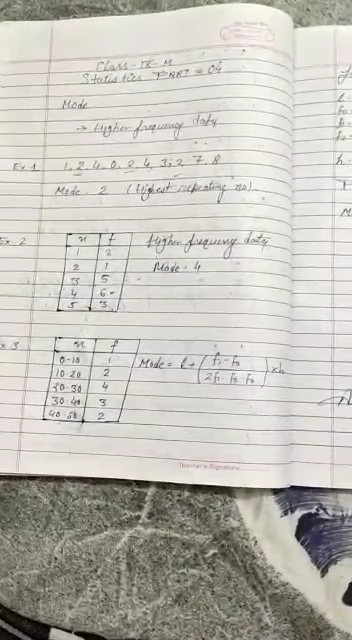 Class - IX - M
Statistics PART = 04
Mode
→ Higher frequency data
Ex 1 1, 2, 4, 0, 2, 4, 3, 2 7, 8
Mode = 2 (Highest repeating no)
Ex. 2
x f
1 2
2 1
3 5
4 6
5 3
Higher frequency data
Mode = 4
x 3
x f
0-10 1
10-20 2
20-30 4
30-40 3
40-50 2
Mode = l + (f1 - f0 / 2f1 - f0 - f2) x h
Teacher's Signature